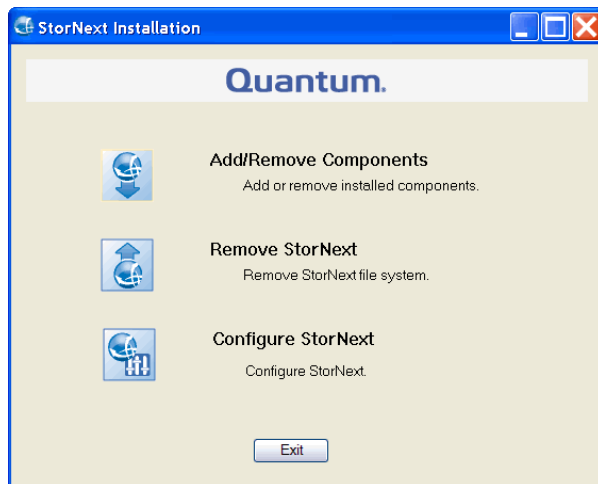 StorNext Installation
Quantum.
Add/Remove Components
Add or remove installed components.
Remove StorNext
Remove StorNext file system.
Configure StorNext
Configure StorNext.
Exit